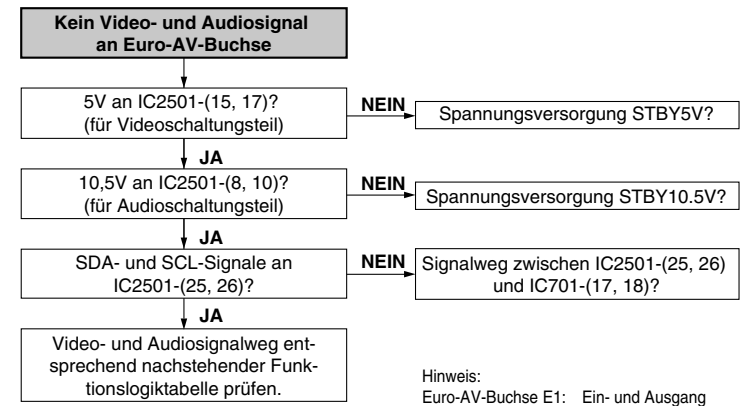 Kein Video- und Audiosignal
an Euro-AV-Buchse
5V an IC2501-(15, 17)?
(für Videoschaltungsteil)
NEIN
Spannungsversorgung STBY5V?
JA
10,5V an IC2501-(8, 10)?
(für Audioschaltungsteil)
NEIN
Spannungsversorgung STBY10.5V?
JA
SDA- und SCL-Signale an
IC2501-(25, 26)?
NEIN
Signalweg zwischen IC2501-(25, 26)
und IC701-(17, 18)?
JA
Video- und Audiosignalweg ent-
sprechend nachstehender Funk-
tionslogiktabelle prüfen.
Hinweis:
Euro-AV-Buchse E1: Ein- und Ausgang